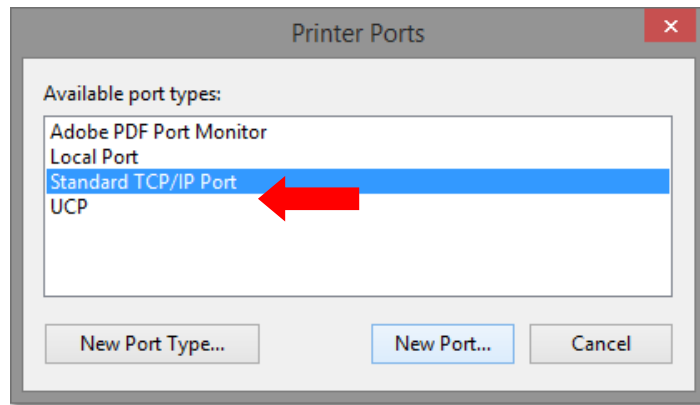 Printer Ports
Available port types:
Adobe PDF Port Monitor
Local Port
Standard TCP/IP Port
UCP
New Port Type...
New Port...
Cancel